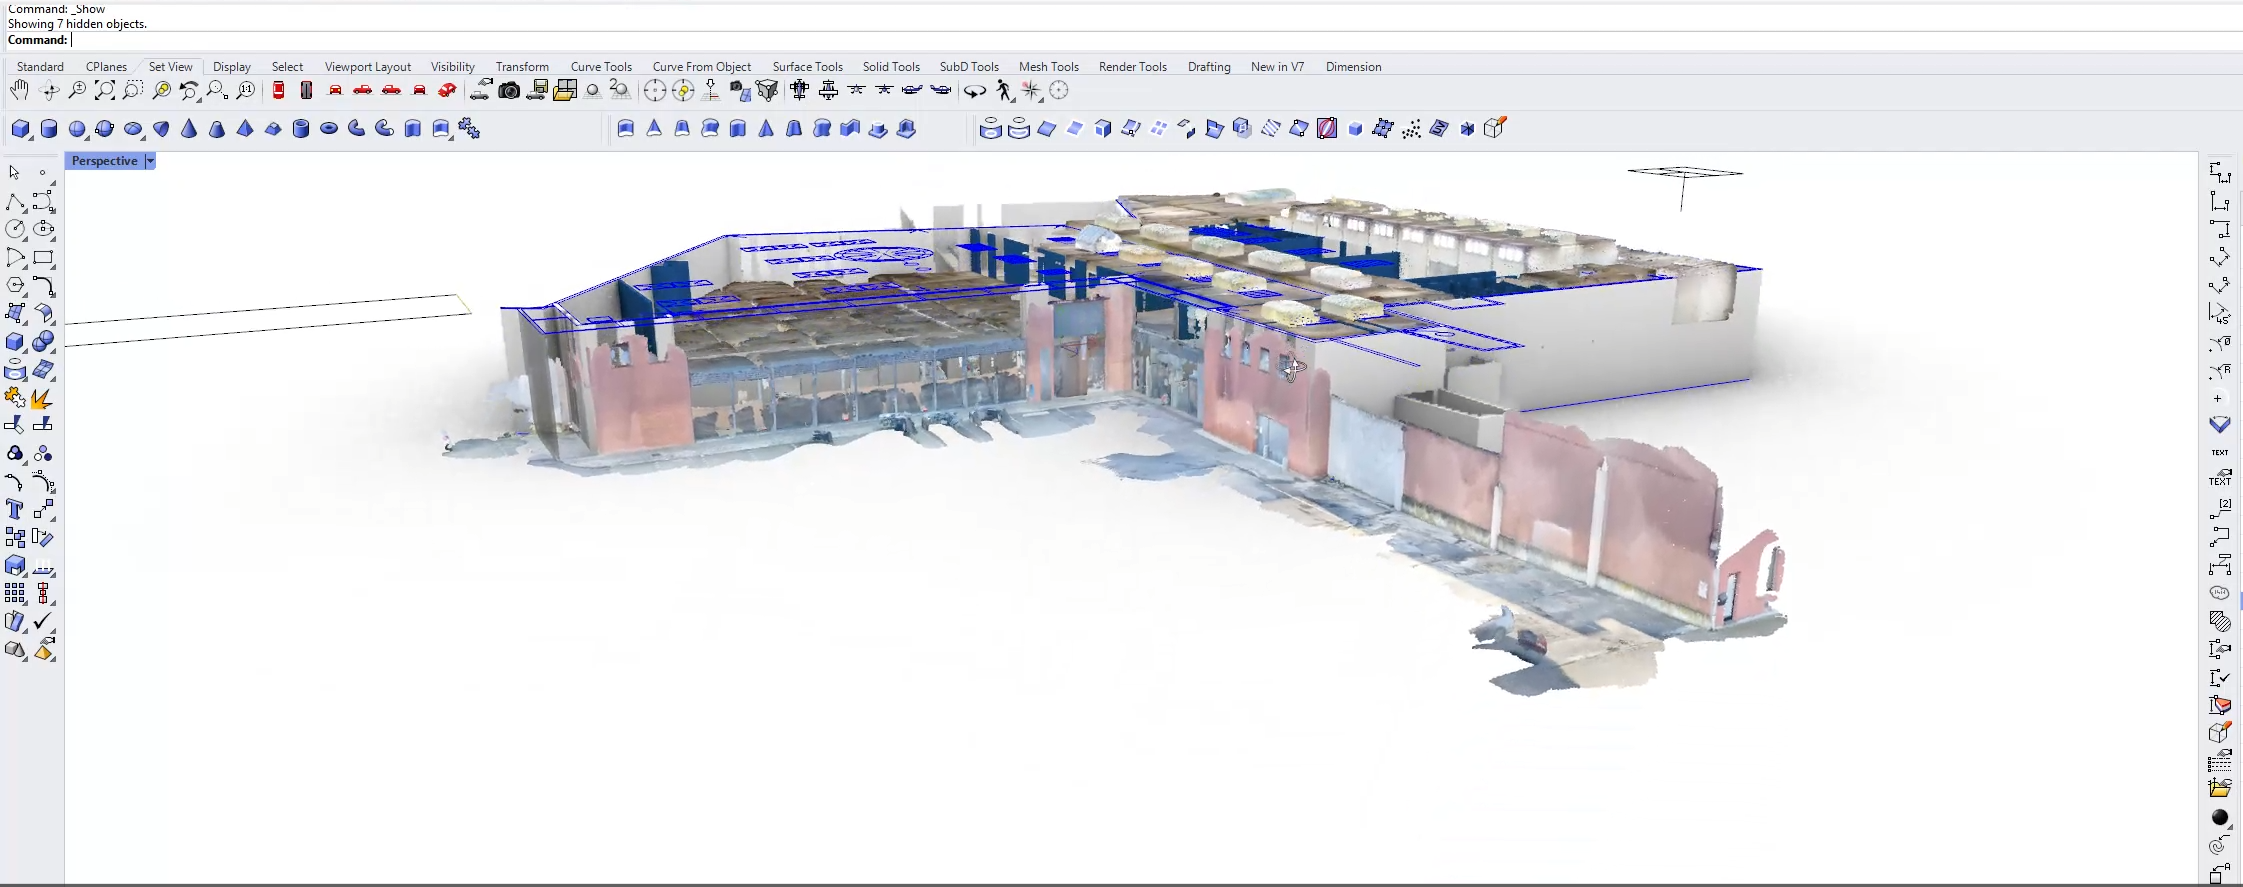 Command: _Show
Showing 7 hidden objects.
Command:
Standard CPlanes Set View Display Select Viewport Layout Visibility Transform Curve Tools Curve From Object Surface Tools Solid Tools SubD Tools Mesh Tools Render Tools Drafting New in V7 Dimension
Perspective
TEXT
TEXT